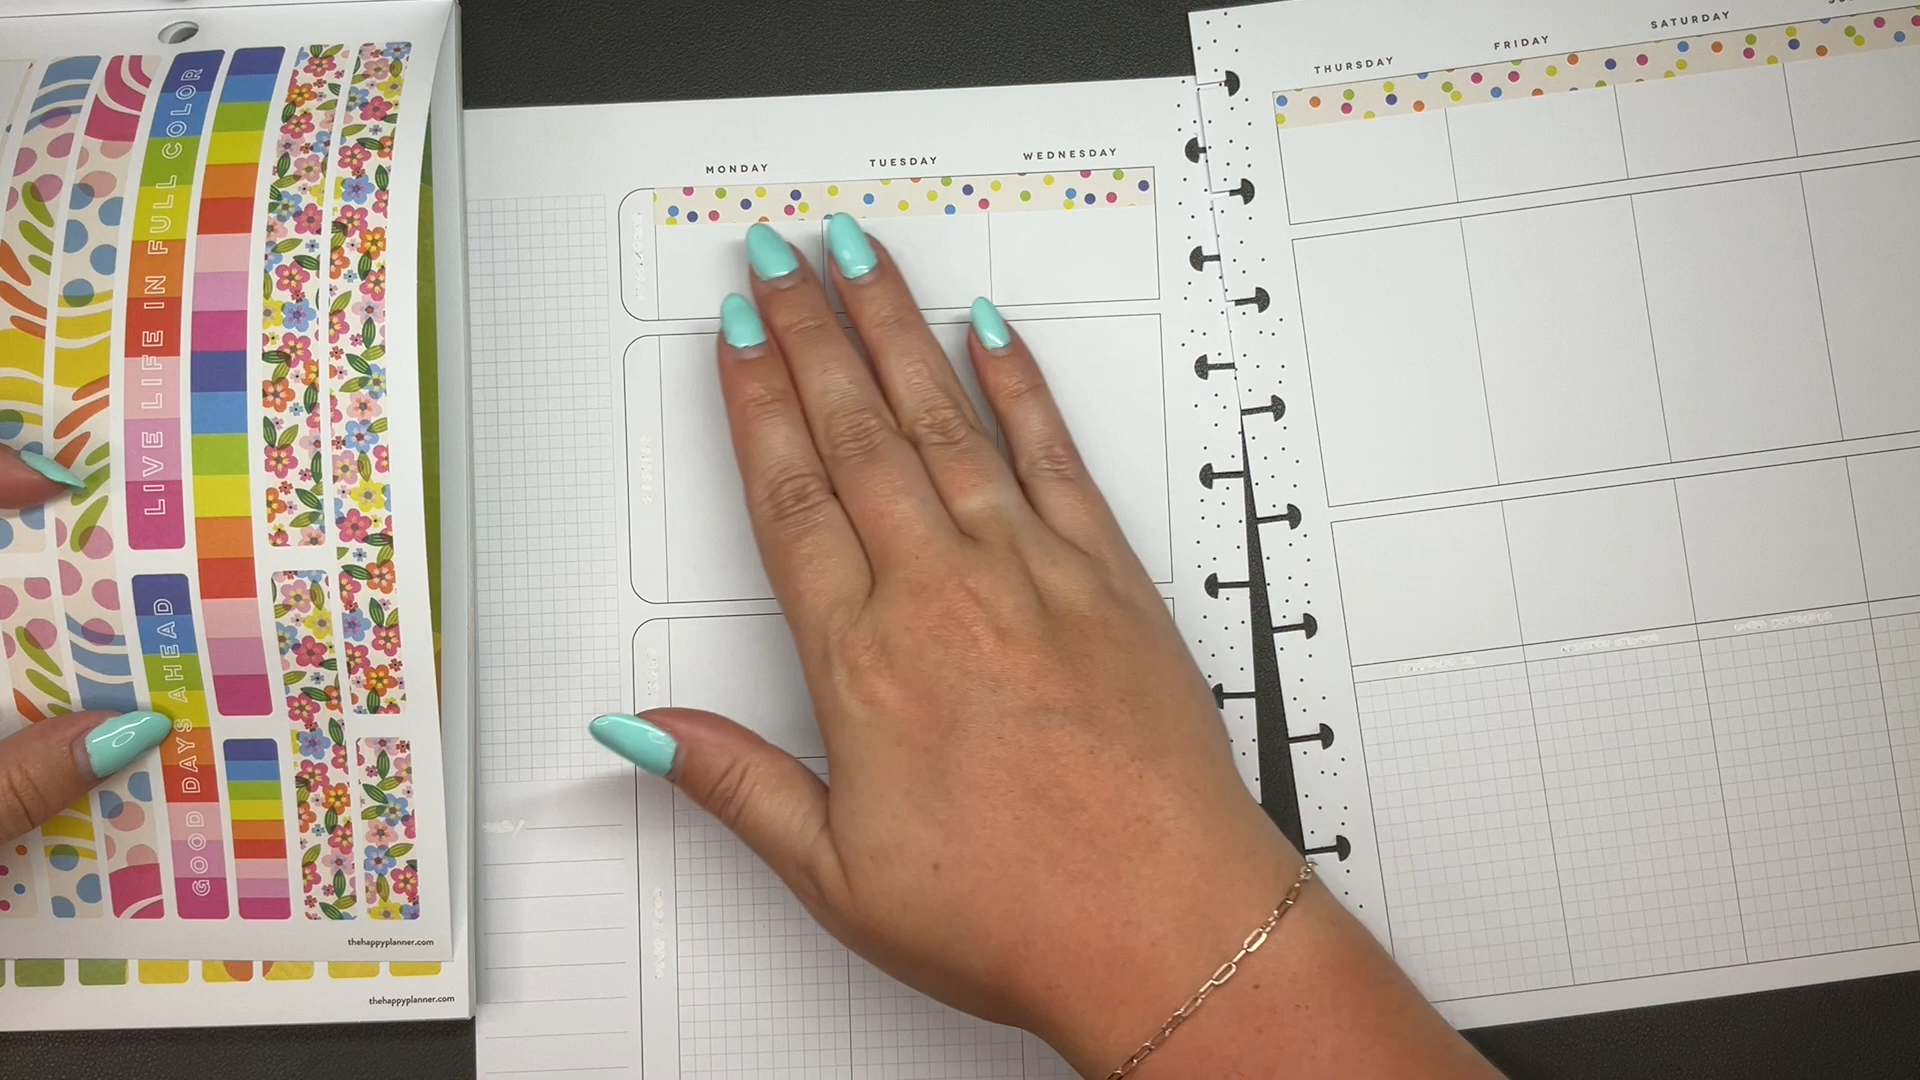 LIVE LIFE IN FULL COLOR
GOOD DAYS AHEAD
thehappyplanner.com
thehappyplanner.com
MONDAY
TUESDAY
WEDNESDAY
THURSDAY
FRIDAY
SATURDAY